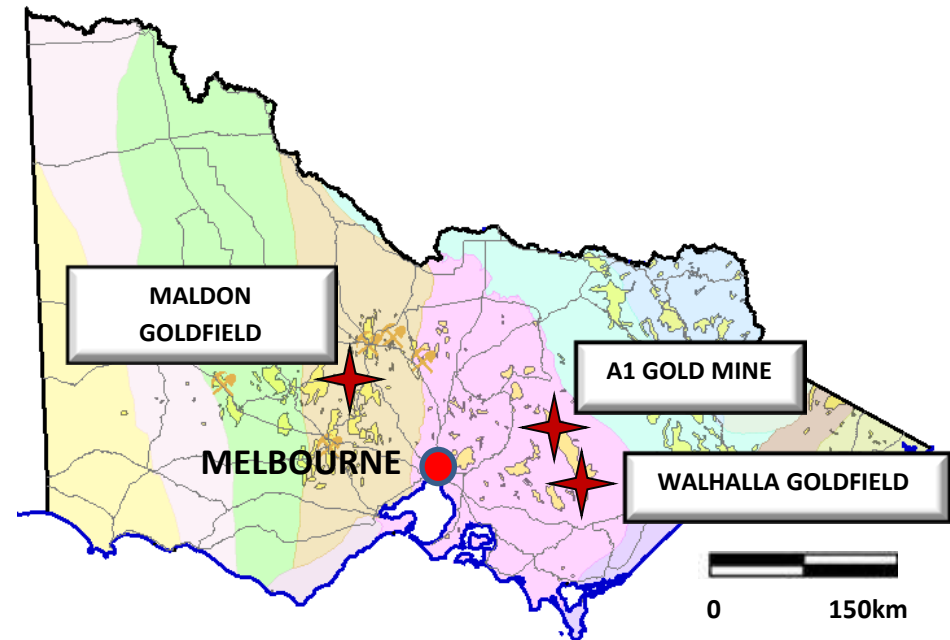 MALDON
GOLDFIELD
A1 GOLD MINE
MELBOURNE
WALHALLA GOLDFIELD
0 150km